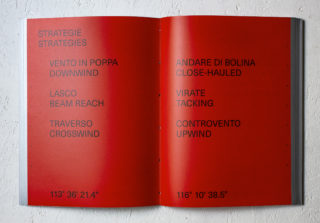 STRATEGIE
STRATEGIES
VENTO IN POPPA
DOWNWIND
LASCO
BEAM REACH
TRAVERSO
CROSSWIND
113° 36' 21.4"
ANDARE DI BOLINA
CLOSE-HAULED
VIRATE
TACKING
CONTROVENTO
UPWIND
116° 10' 38.5"